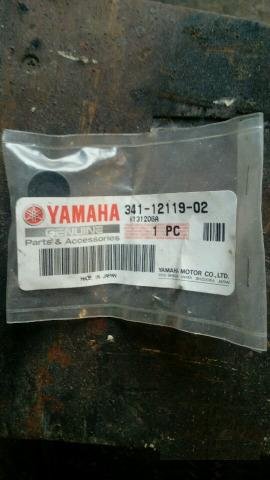 YAMAHA 341-12119-02
GENUINE
Parts & Accessories 1 PC
MADE IN JAPAN
YAMAHA MOTOR CO., LTD.